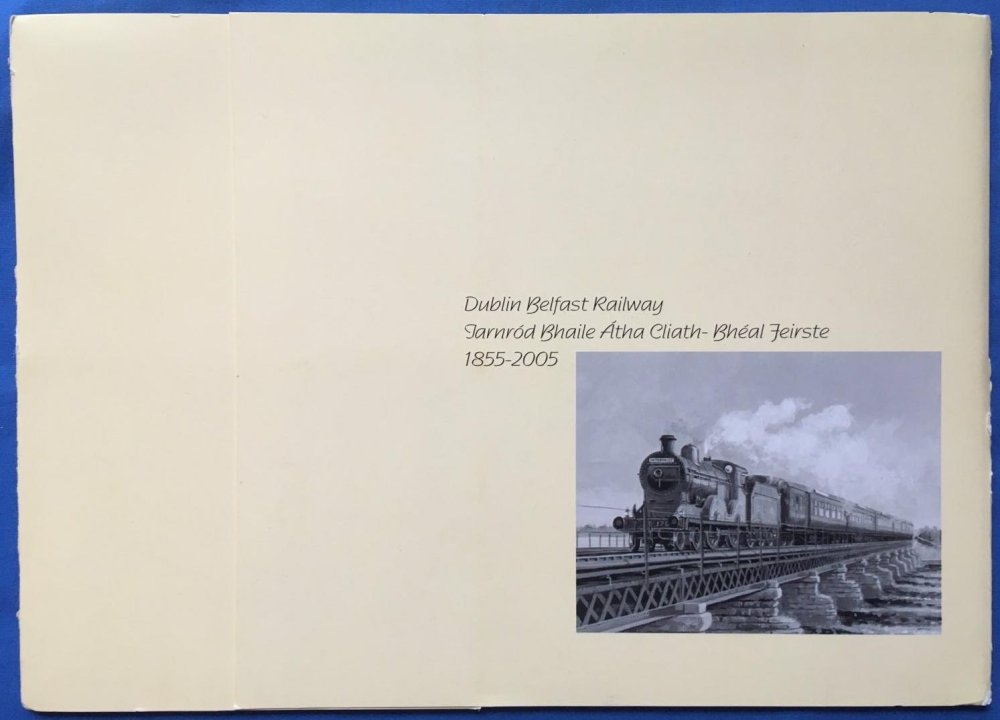 Dublin Belfast Railway
Iarnród Bhaile Átha Cliath- Bhéal Feirste
1855-2005